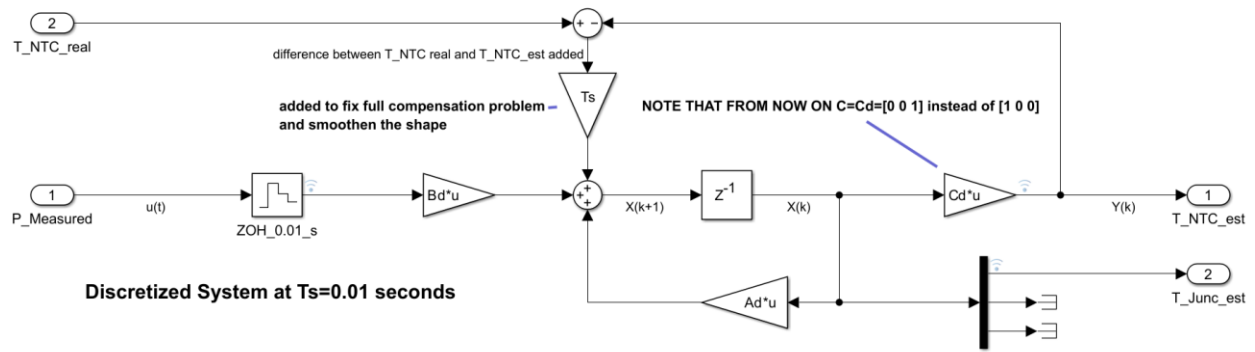 2
T_NTC_real
+ −
difference between T_NTC real and T_NTC_est added
Ts
added to fix full compensation problem
and smoothen the shape
NOTE THAT FROM NOW ON C=Cd=[0 0 1] instead of [1 0 0]
1
P_Measured
u(t)
ZOH_0.01_s
Bd*u
+
+
+
X(k+1)
Z-1
X(k)
Cd*u
Y(k)
1
T_NTC_est
Discretized System at Ts=0.01 seconds
Ad*u
2
T_Junc_est